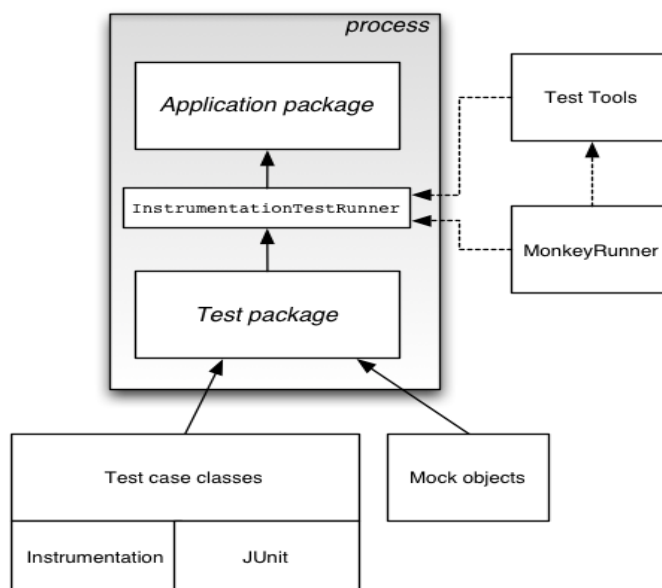 process
Application package
Test Tools
InstrumentationTestRunner
MonkeyRunner
Test package
Test case classes
Mock objects
Instrumentation
JUnit